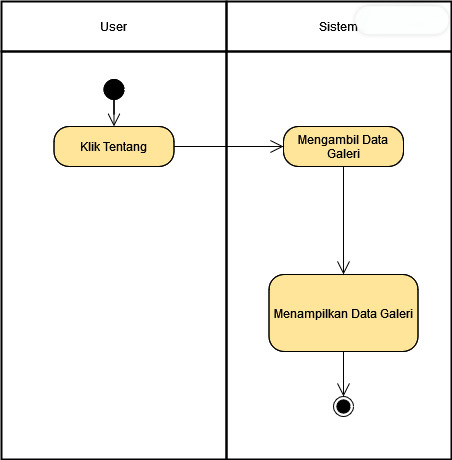 User
Sistem
Klik Tentang
Mengambil Data
Galeri
Menampilkan Data Galeri